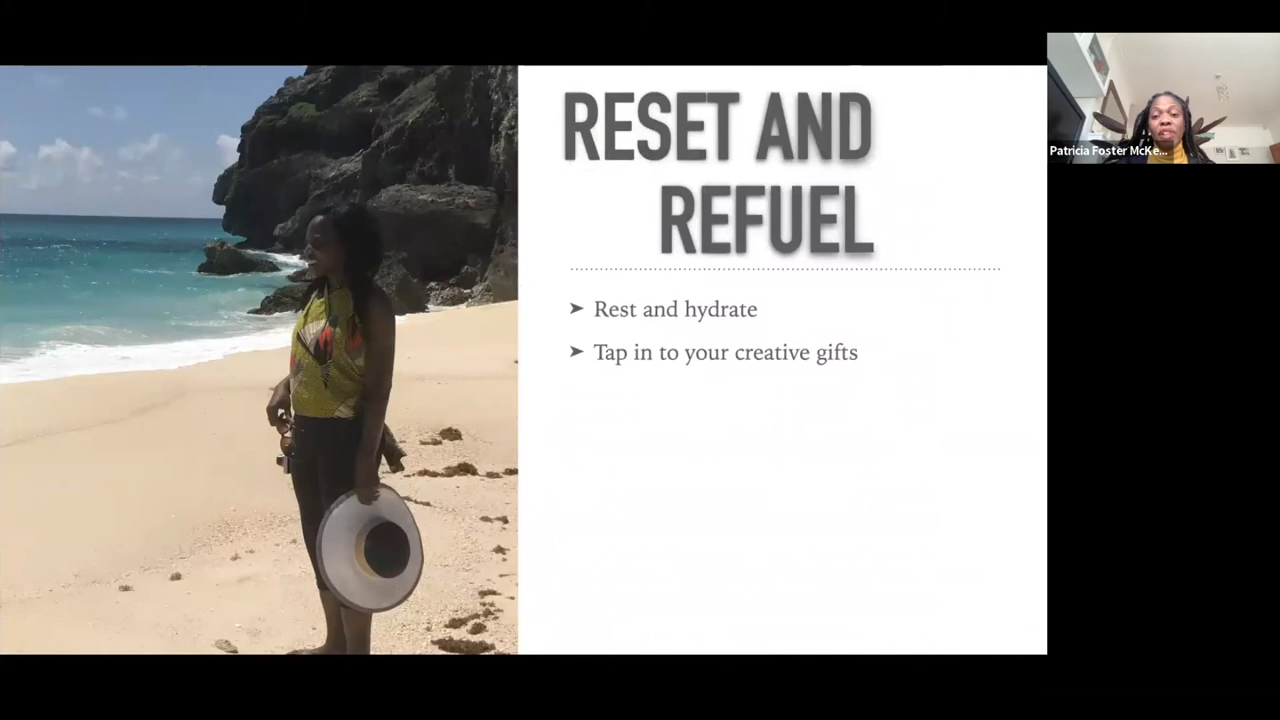 RESET AND
REFUEL
➤ Rest and hydrate
➤ Tap in to your creative gifts
Patricia Foster McKe...